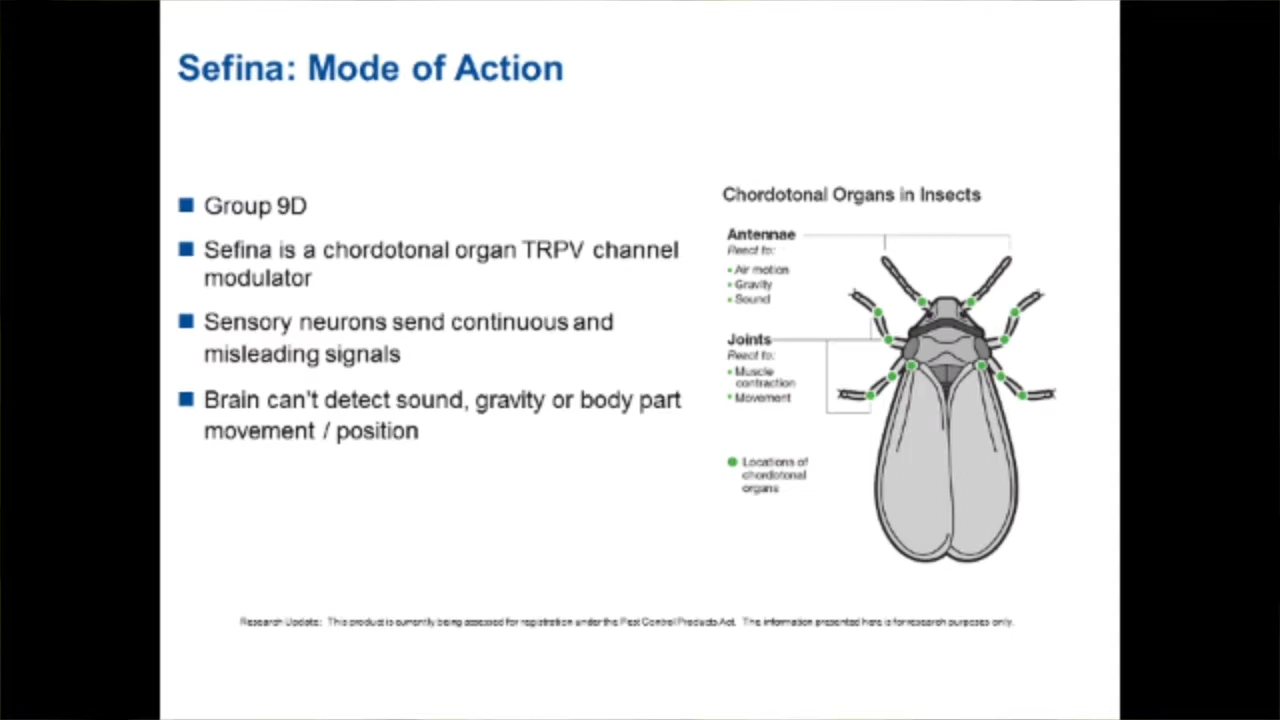 Sefina: Mode of Action
Group 9D
Sefina is a chordotonal organ TRPV channel
modulator
Sensory neurons send continuous and
misleading signals
Brain can't detect sound, gravity or body part
movement / position
Chordotonal Organs in Insects
Antennae
React to:
Air motion
Gravity
Sound
Joints
React to:
Muscle
contraction
Movement
Locations of
chordotonal
organs
Research Update: This product is currently being assessed for registration under the Pest Control Products Act. The information presented here is for research purposes only.